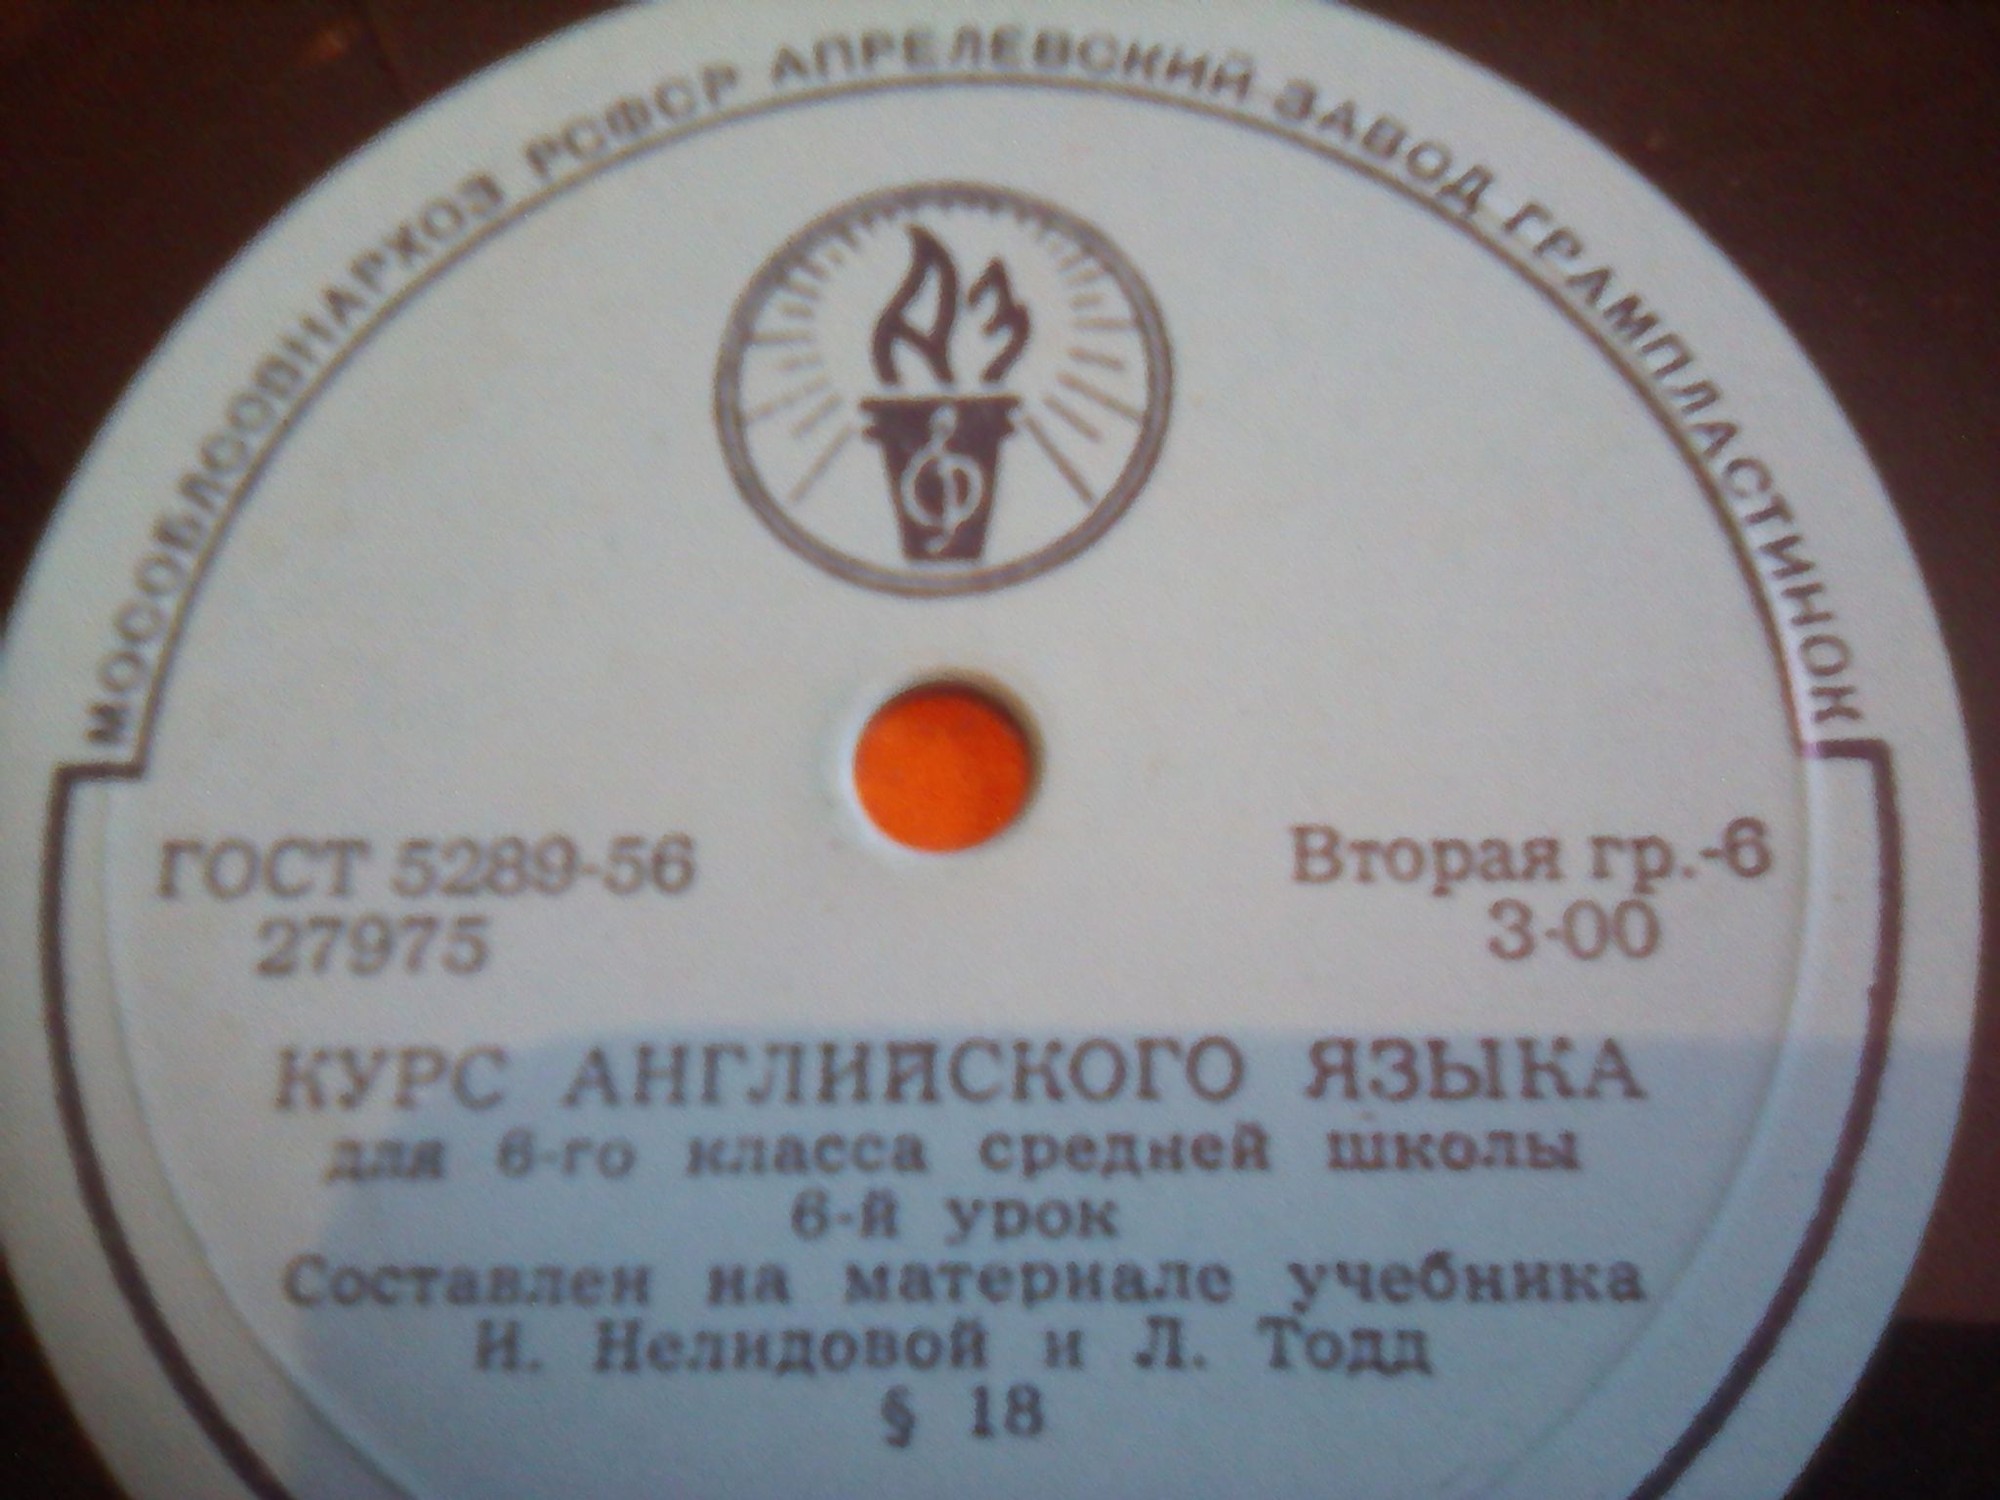 МОСОБЛСОВНАРХОЗ РСФСР АПРЕЛЕВСКИЙ ЗАВОД ГРАМПЛАСТИНОК
АЗ
ГОСТ 5289-56
27975
Вторая гр.-6
3-00
КУРС АНГЛИЙСКОГО ЯЗЫКА
для 6-го класса средней школы
6-й урок
Составлен на материале учебника
И. Нелидовой и Л. Тодд
§ 18